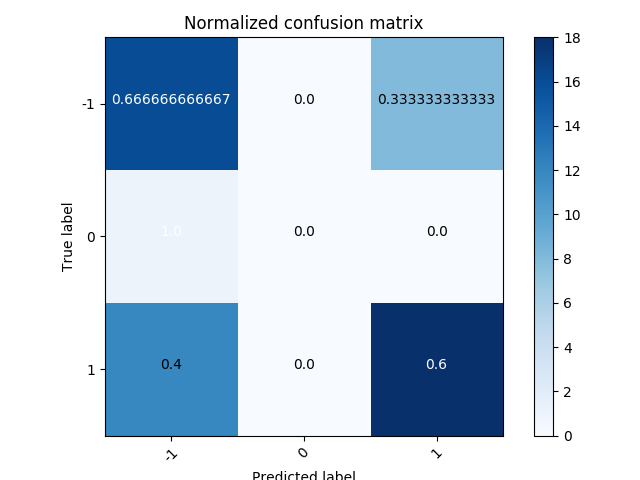 Normalized confusion matrix
0.666666666667 0.0 0.333333333333
1.0 0.0 0.0
0.4 0.0 0.6
-1
0
1
True label
-1 0 1
Predicted label
18
16
14
12
10
8
6
4
2
0